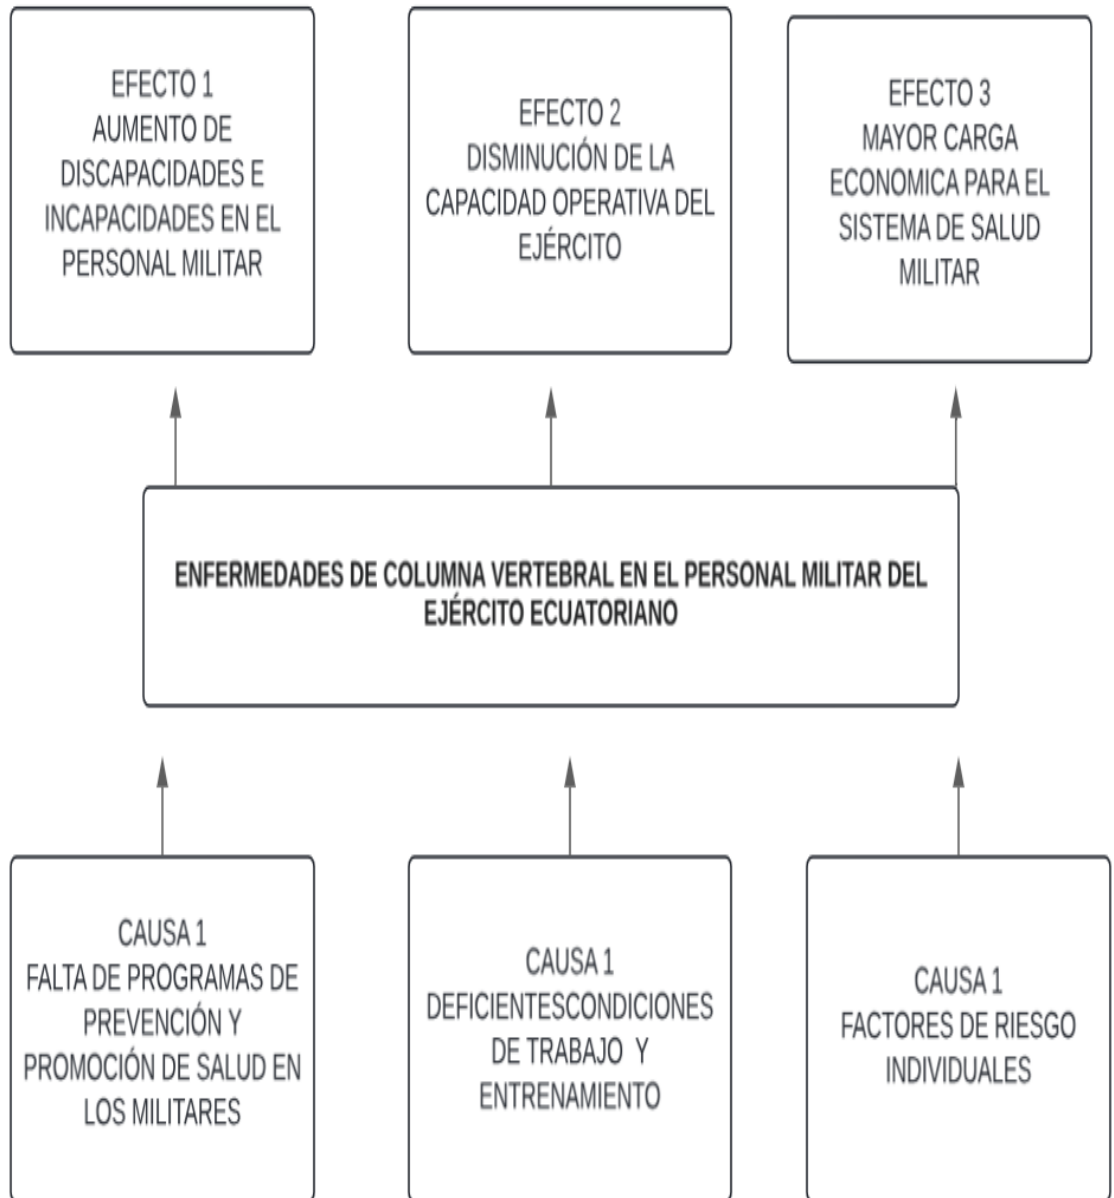 EFECTO 1
AUMENTO DE
DISCAPACIDADES E
INCAPACIDADES EN EL
PERSONAL MILITAR
EFECTO 2
DISMINUCIÓN DE LA
CAPACIDAD OPERATIVA DEL
EJÉRCITO
EFECTO 3
MAYOR CARGA
ECONOMICA PARA EL
SISTEMA DE SALUD
MILITAR
ENFERMEDADES DE COLUMNA VERTEBRAL EN EL PERSONAL MILITAR DEL
EJÉRCITO ECUATORIANO
CAUSA 1
FALTA DE PROGRAMAS DE
PREVENCIÓN Y
PROMOCIÓN DE SALUD EN
LOS MILITARES
CAUSA 1
DEFICIENTESCONDICIONES
DE TRABAJO Y
ENTRENAMIENTO
CAUSA 1
FACTORES DE RIESGO
INDIVIDUALES